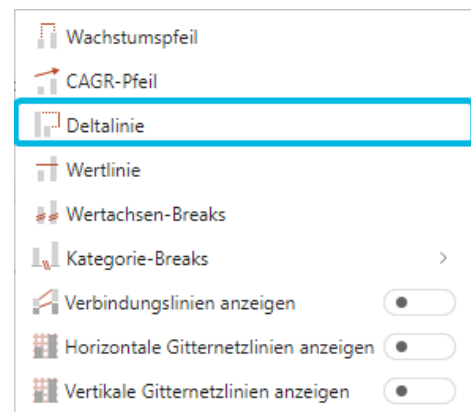 Wachstumspfeil
CAGR-Pfeil
Deltalinie
Wertlinie
Wertachsen-Breaks
Kategorie-Breaks
Verbindungslinien anzeigen
Horizontale Gitternetzlinien anzeigen
Vertikale Gitternetzlinien anzeigen